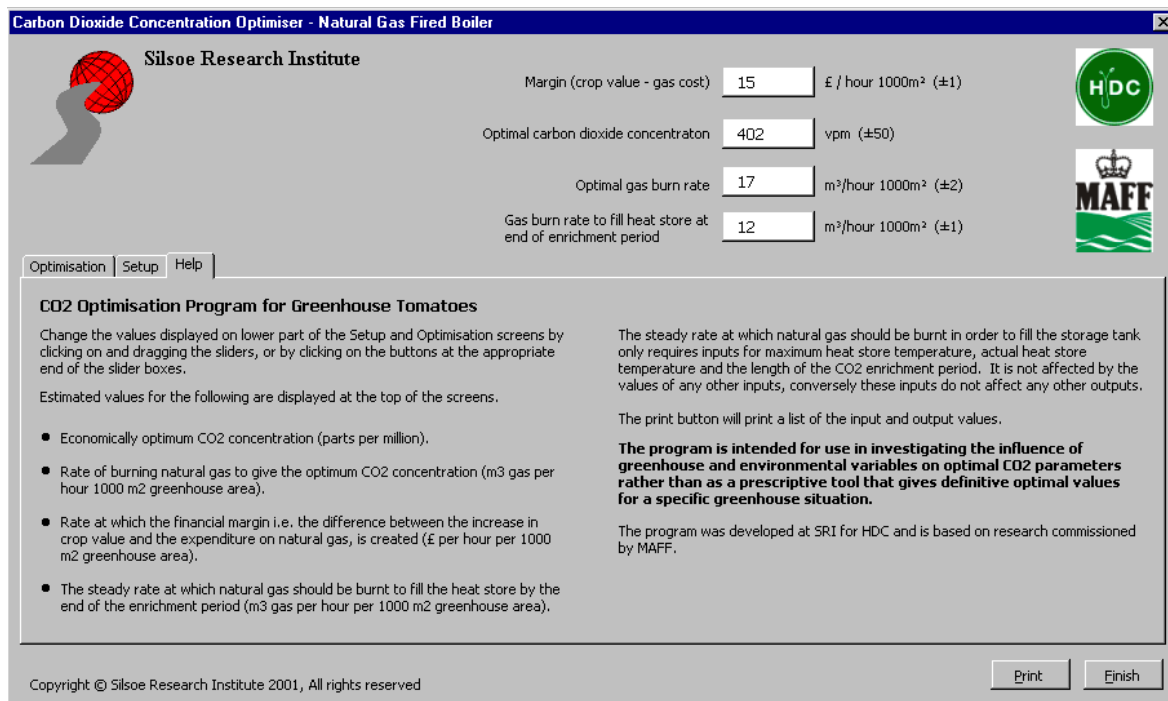 Carbon Dioxide Concentration Optimiser - Natural Gas Fired Boiler
Silsoe Research Institute
Margin (crop value - gas cost) 15 £ / hour 1000m² (±1)
Optimal carbon dioxide concentraton 402 vpm (±50)
Optimal gas burn rate 17 m³/hour 1000m² (±2)
Gas burn rate to fill heat store at
end of enrichment period 12 m³/hour 1000m² (±1)
HDC
MAFF
Optimisation Setup Help
CO2 Optimisation Program for Greenhouse Tomatoes
Change the values displayed on lower part of the Setup and Optimisation screens by
clicking on and dragging the sliders, or by clicking on the buttons at the appropriate
end of the slider boxes.
Estimated values for the following are displayed at the top of the screens.
● Economically optimum CO2 concentration (parts per million).
● Rate of burning natural gas to give the optimum CO2 concentration (m3 gas per
hour 1000 m2 greenhouse area).
● Rate at which the financial margin i.e. the difference between the increase in
crop value and the expenditure on natural gas, is created (£ per hour per 1000
m2 greenhouse area).
● The steady rate at which natural gas should be burnt to fill the heat store by the
end of the enrichment period (m3 gas per hour per 1000 m2 greenhouse area).
The steady rate at which natural gas should be burnt in order to fill the storage tank
only requires inputs for maximum heat store temperature, actual heat store
temperature and the length of the CO2 enrichment period. It is not affected by the
values of any other inputs, conversely these inputs do not affect any other outputs.
The print button will print a list of the input and output values.
The program is intended for use in investigating the influence of
greenhouse and environmental variables on optimal CO2 parameters
rather than as a prescriptive tool that gives definitive optimal values
for a specific greenhouse situation.
The program was developed at SRI for HDC and is based on research commissioned
by MAFF.
Copyright © Silsoe Research Institute 2001, All rights reserved
Print Finish